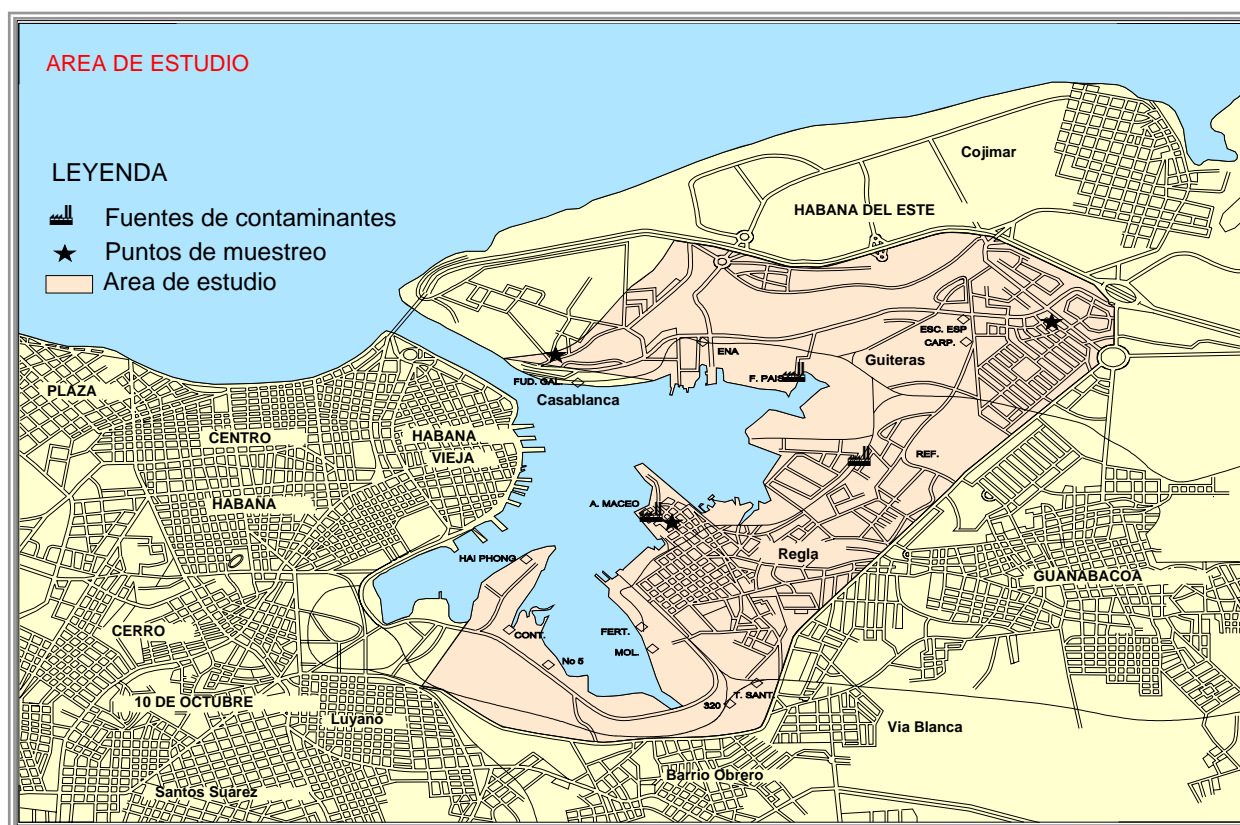 AREA DE ESTUDIO
LEYENDA
Fuentes de contaminantes
Puntos de muestreo
Area de estudio
Cojimar
HABANA DEL ESTE
ESC. ESP
CARP.
ENA
Guiteras
F. PAIS
FUD. GAL.
Casablanca
PLAZA
CENTRO
HABANA
HABANA
VIEJA
REF.
A. MACEO
Regla
HAI PHONG
GUANABACOA
CERRO
CONT.
FERT.
MOL.
No 5
T. SANT.
320
10 DE OCTUBRE
Luyano
Via Blanca
Barrio Obrero
Santos Suarez